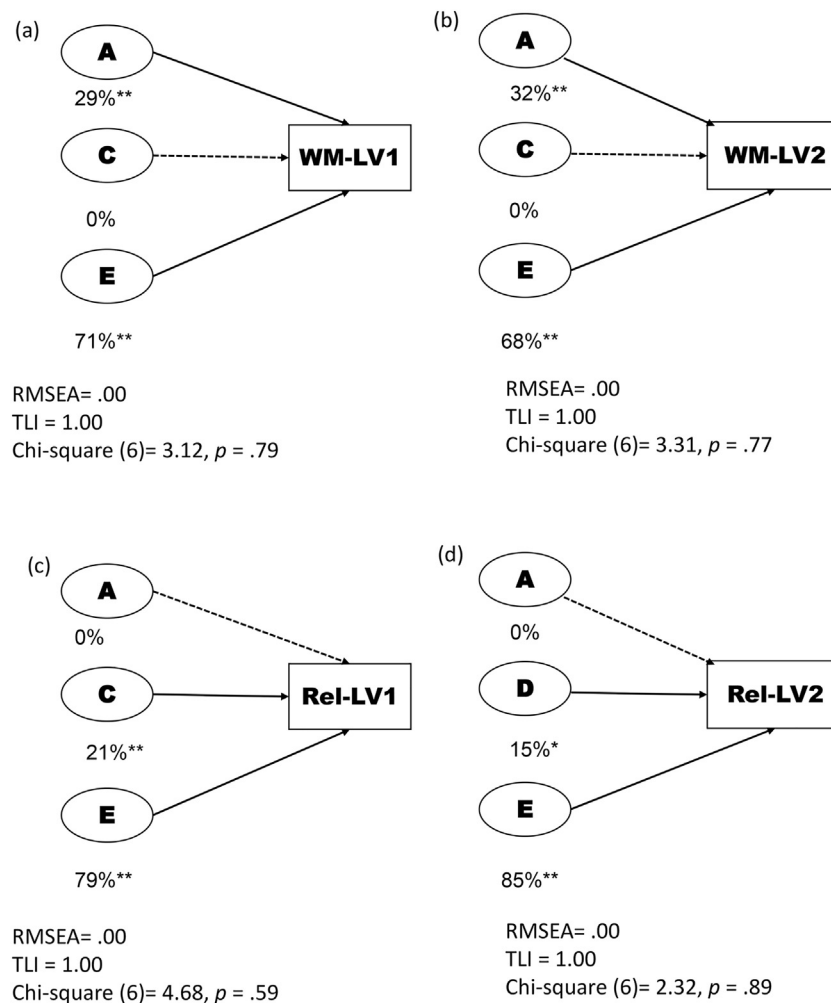 (a)
A
29%**
C
WM-LV1
0%
E
71%**
RMSEA= .00
TLI = 1.00
Chi-square (6)= 3.12, p = .79
(b)
A
32%**
C
WM-LV2
0%
E
68%**
RMSEA= .00
TLI = 1.00
Chi-square (6)= 3.31, p = .77
(c)
A
0%
C
Rel-LV1
21%**
E
79%**
RMSEA= .00
TLI = 1.00
Chi-square (6)= 4.68, p = .59
(d)
A
0%
D
Rel-LV2
15%*
E
85%**
RMSEA= .00
TLI = 1.00
Chi-square (6)= 2.32, p = .89